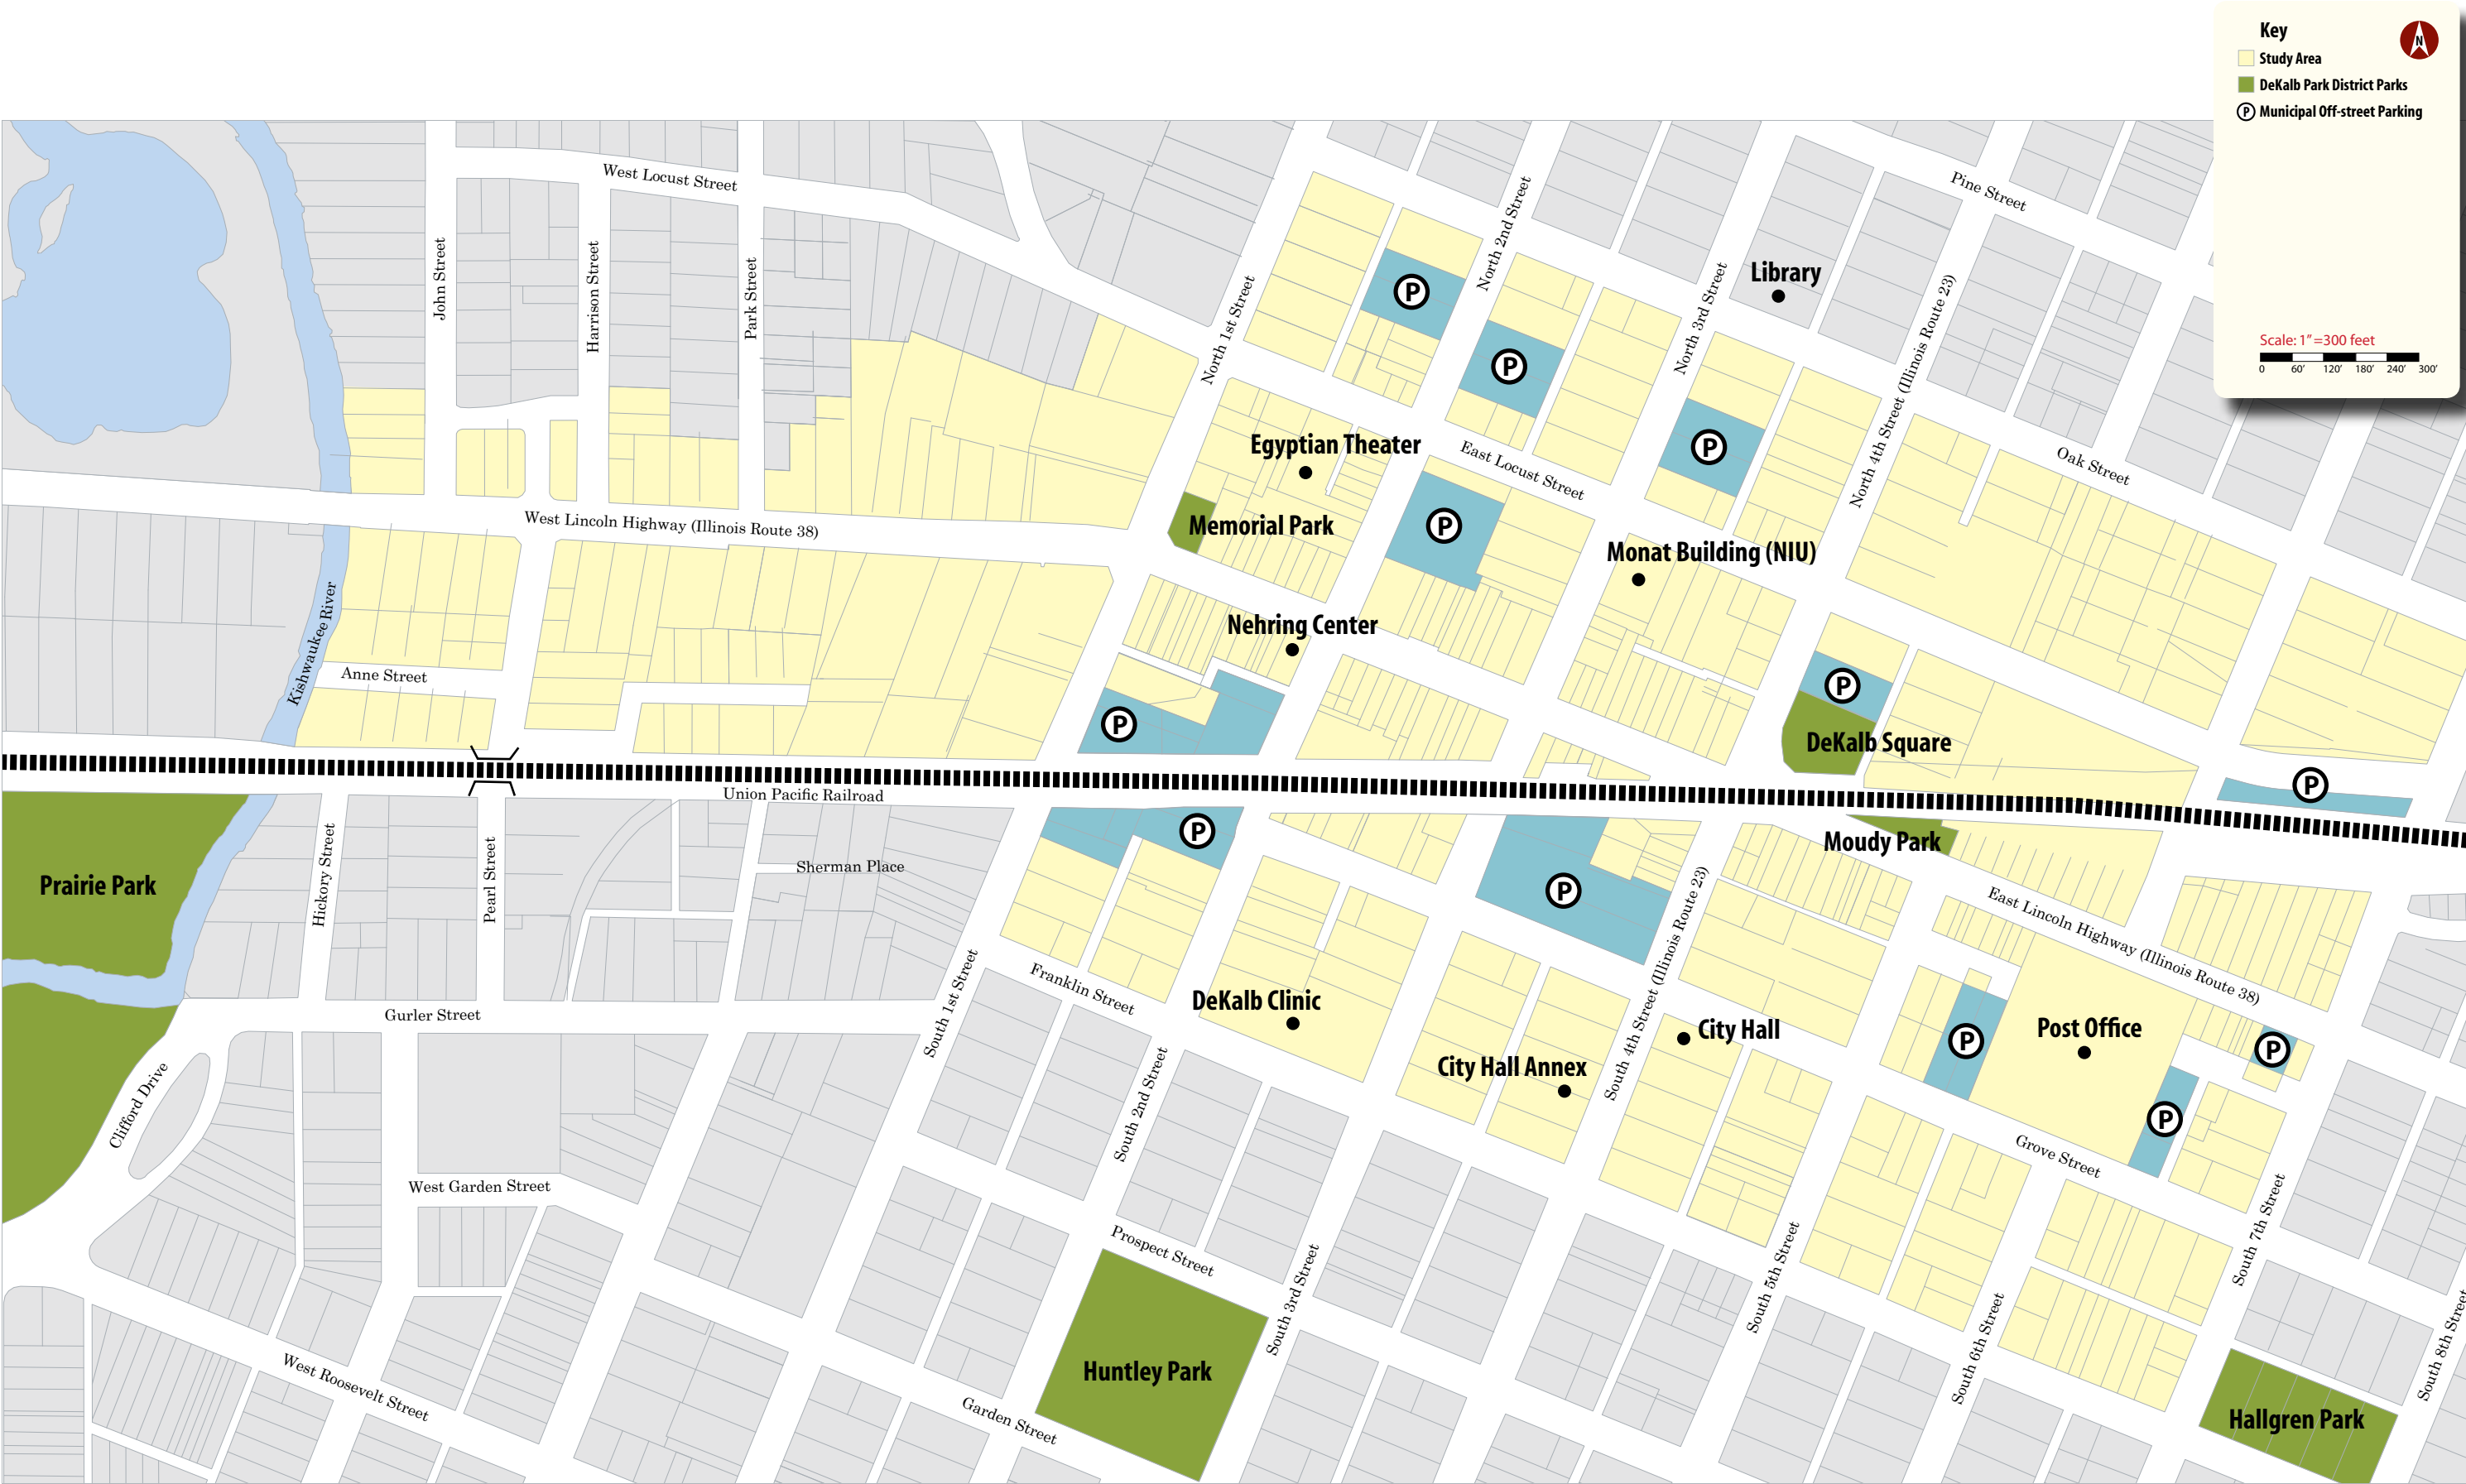 Key
N
Study Area
DeKalb Park District Parks
P Municipal Off-street Parking
Scale: 1”=300 feet
0 60’ 120’ 180’ 240’ 300’
West Locust Street
Pine Street
John Street
Harrison Street
Park Street
North 1st Street
North 2nd Street
North 3rd Street
North 4th Street (Illinois Route 23)
Library
P
P
P
Egyptian Theater
East Locust Street
Oak Street
West Lincoln Highway (Illinois Route 38)
Memorial Park
P
Monat Building (NIU)
Kishwaukee River
Nehring Center
Anne Street
P
P
DeKalb Square
P
Union Pacific Railroad
P
Moudy Park
Prairie Park
Hickory Street
Pearl Street
Sherman Place
P
East Lincoln Highway (Illinois Route 38)
Franklin Street
South 1st Street
DeKalb Clinic
South 4th Street (Illinois Route 23)
City Hall
P
Post Office
P
Gurler Street
City Hall Annex
Clifford Drive
South 2nd Street
P
Grove Street
West Garden Street
Prospect Street
South 3rd Street
South 5th Street
South 6th Street
South 7th Street
South 8th Street
West Roosevelt Street
Huntley Park
Garden Street
Hallgren Park